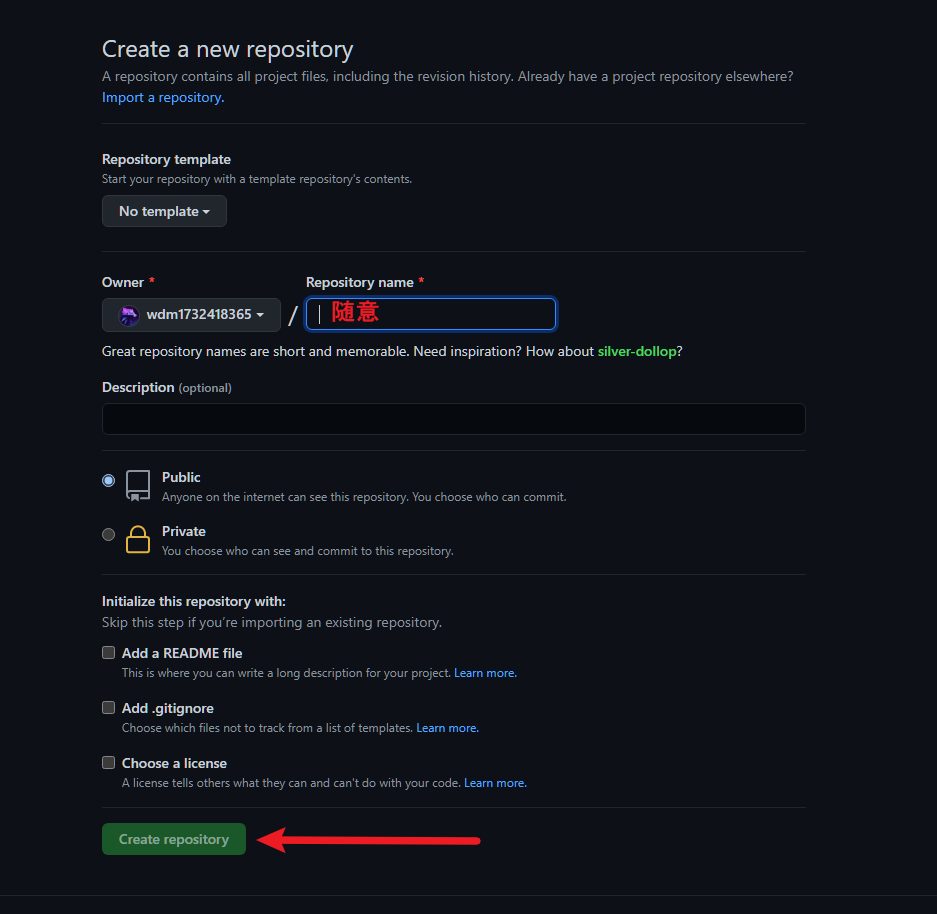 Create a new repository
A repository contains all project files, including the revision history. Already have a project repository elsewhere?
Import a repository.
Repository template
Start your repository with a template repository's contents.
No template
Owner * Repository name *
wdm1732418365 / 随意
Great repository names are short and memorable. Need inspiration? How about silver-dollop?
Description (optional)
Public
Anyone on the internet can see this repository. You choose who can commit.
Private
You choose who can see and commit to this repository.
Initialize this repository with:
Skip this step if you’re importing an existing repository.
Add a README file
This is where you can write a long description for your project. Learn more.
Add .gitignore
Choose which files not to track from a list of templates. Learn more.
Choose a license
A license tells others what they can and can't do with your code. Learn more.
Create repository